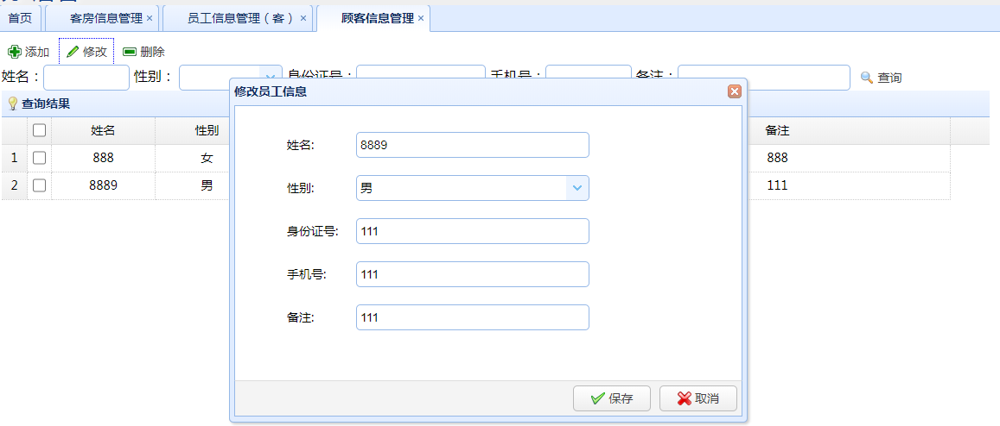 首页 客房信息管理 × 员工信息管理（客） × 顾客信息管理 ×
添加 修改 删除
姓名： 性别： 身份证号： 手机号： 备注： 查询
查询结果
姓名 性别 备注
1 888 女 888
2 8889 男 111
修改员工信息
姓名: 8889
性别: 男
身份证号: 111
手机号: 111
备注: 111
保存 取消